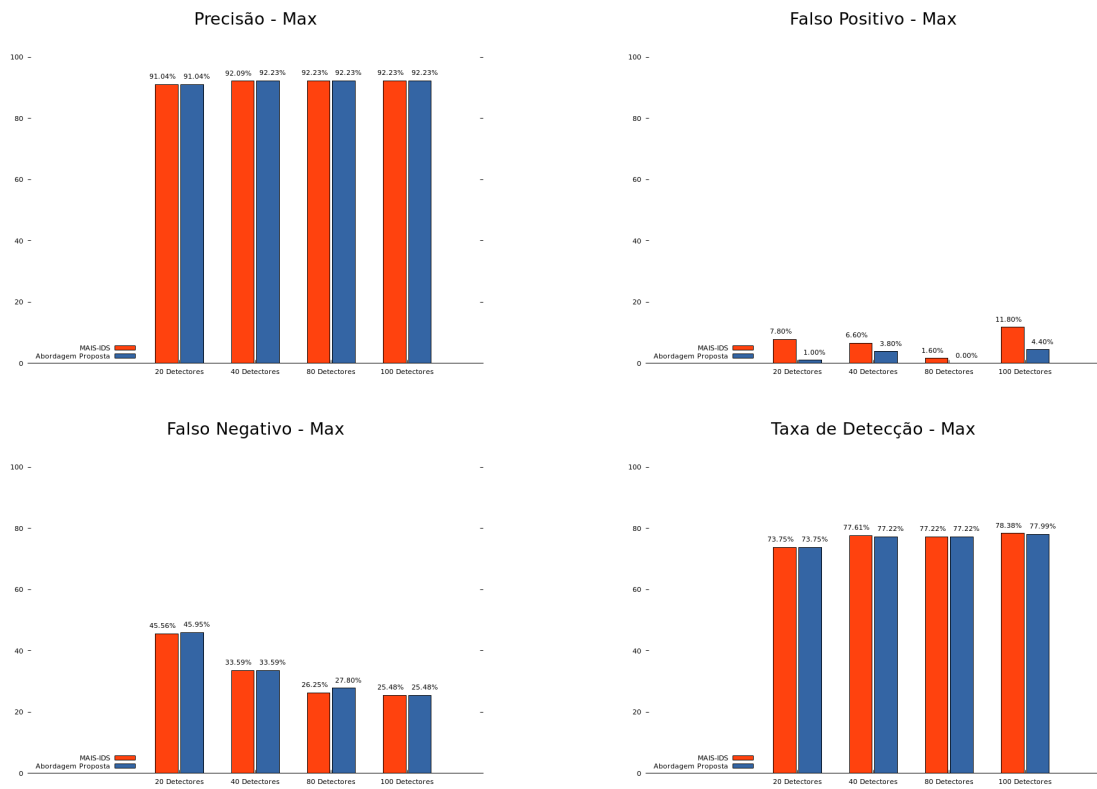 Precisão - Max
100
80
60
40
20
0
91.04% 91.04%
92.09% 92.23%
92.23% 92.23%
92.23% 92.23%
MAIS-IDS
Abordagem Proposta
20 Detectores
40 Detectores
80 Detectores
100 Detectores
Falso Positivo - Max
100
80
60
40
20
0
7.80% 1.00%
6.60% 3.80%
1.60% 0.00%
11.80% 4.40%
MAIS-IDS
Abordagem Proposta
20 Detectores
40 Detectores
80 Detectores
100 Detectores
Falso Negativo - Max
100
80
60
40
20
0
45.56% 45.95%
33.59% 33.59%
26.25% 27.80%
25.48% 25.48%
MAIS-IDS
Abordagem Proposta
20 Detectores
40 Detectores
80 Detectores
100 Detectores
Taxa de Detecção - Max
100
80
60
40
20
0
73.75% 73.75%
77.61% 77.22%
77.22% 77.22%
78.38% 77.99%
MAIS-IDS
Abordagem Proposta
20 Detectores
40 Detectores
80 Detectores
100 Detectores